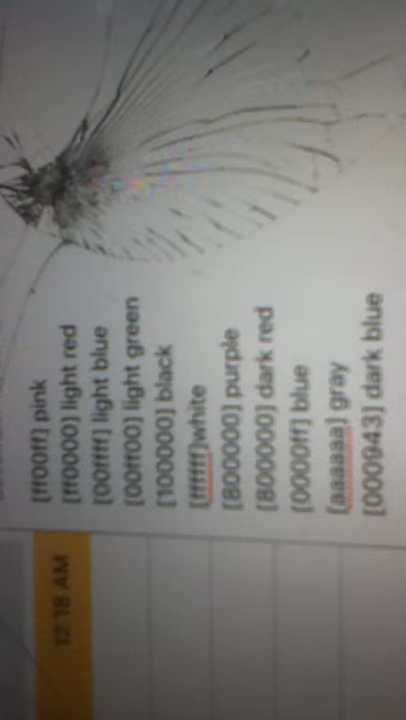 [ff00ff] pink
[ff0000] light red
[00ffff] light blue
[00ff00] light green
[100000] black
[ffffff]white
[800000] purple
[800000] dark red
[0000ff] blue
[aaaaaa] gray
[000943] dark blue
12:18 AM